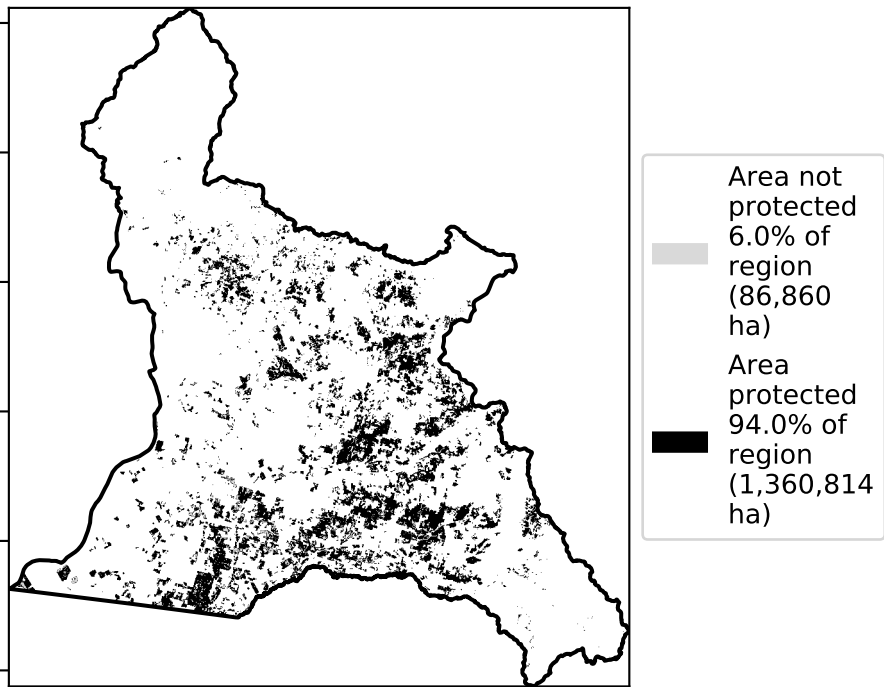 Area not
protected
6.0% of
region
(86,860
ha)
Area
protected
94.0% of
region
(1,360,814
ha)